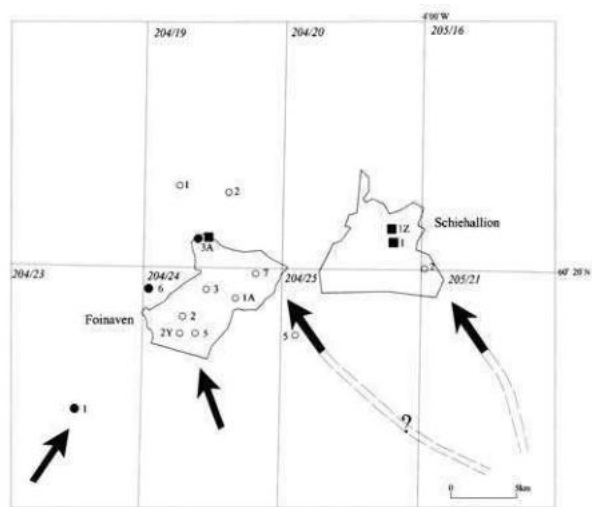 4°00' W
204/19
204/20
205/16
1
2
Schiehallion
1Z
3A
1
7
2
204/23
204/24
204/25
205/21
60° 20' N
6
3
1A
Foinaven
2
2Y
5
5
1
?
0
5km